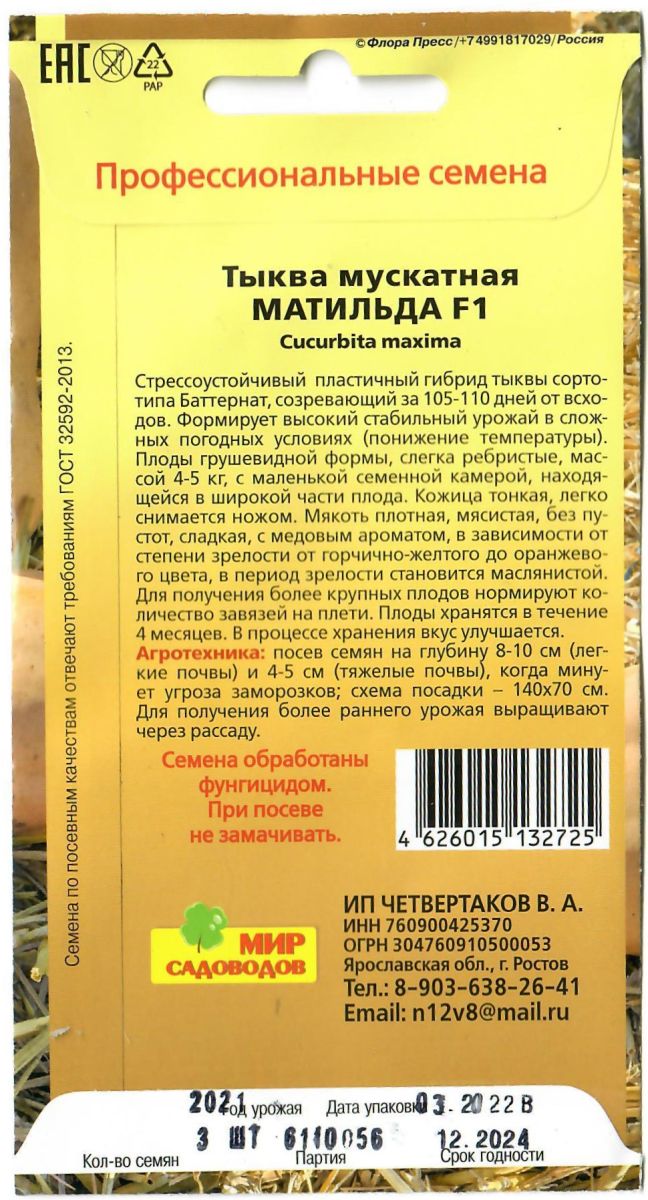 ©Флора Пресс/+74991817029/Россия
EAC
22
PAP
Профессиональные семена
Тыква мускатная
МАТИЛЬДА F1
Cucurbita maxima
Стрессоустойчивый пластичный гибрид тыквы сорто-
типа Баттернат, созревающий за 105-110 дней от всхо-
дов. Формирует высокий стабильный урожай в слож-
ных погодных условиях (понижение температуры).
Плоды грушевидной формы, слегка ребристые, мас-
сой 4-5 кг, с маленькой семенной камерой, находя-
щейся в широкой части плода. Кожица тонкая, легко
снимается ножом. Мякоть плотная, мясистая, без пу-
стот, сладкая, с медовым ароматом, в зависимости от
степени зрелости от горчично-желтого до оранжево-
го цвета, в период зрелости становится маслянистой.
Для получения более крупных плодов нормируют ко-
личество завязей на плети. Плоды хранятся в течение
4 месяцев. В процессе хранения вкус улучшается.
Агротехника: посев семян на глубину 8-10 см (лег-
кие почвы) и 4-5 см (тяжелые почвы), когда мину-
ет угроза заморозков; схема посадки – 140х70 см.
Для получения более раннего урожая выращивают
через рассаду.
Семена по посевным качествам отвечают требованиям ГОСТ 32592-2013.
Семена обработаны
фунгицидом.
При посеве
не замачивать.
4 626015 132725
МИР
САДОВОДОВ
ИП ЧЕТВЕРТАКОВ В. А.
ИНН 760900425370
ОГРН 304760910500053
Ярославская обл., г. Ростов
Тел.: 8-903-638-26-41
Email: n12v8@mail.ru
2021 Год урожая Дата упаковки 03.2022 В
3 ШТ 6110056 12.2024
Кол-во семян Партия Срок годности